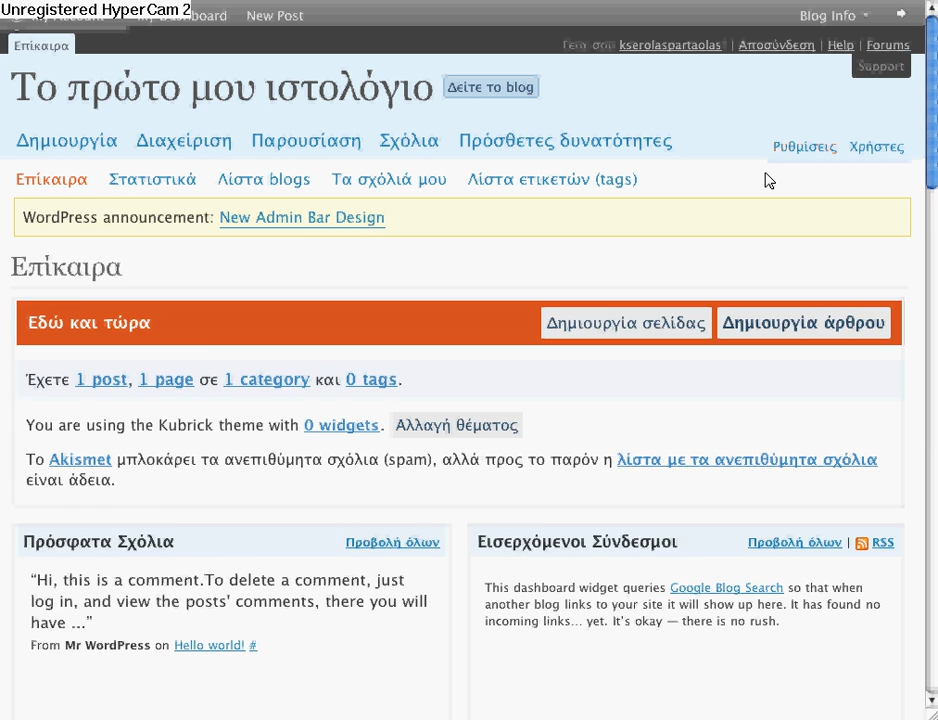 Unregistered HyperCam 2
New Post Blog Info
Επίκαιρα kserolaspartaolas | Αποσύνδεση | Help | Forums
Support
Το πρώτο μου ιστολόγιο Δείτε το blog
Δημιουργία Διαχείριση Παρουσίαση Σχόλια Πρόσθετες δυνατότητες Ρυθμίσεις Χρήστες
Επίκαιρα Στατιστικά Λίστα blogs Τα σχόλιά μου Λίστα ετικετών (tags)
WordPress announcement: New Admin Bar Design
Επίκαιρα
Εδώ και τώρα Δημιουργία σελίδας Δημιουργία άρθρου
Έχετε 1 post, 1 page σε 1 category και 0 tags.
You are using the Kubrick theme with 0 widgets. Αλλαγή θέματος
Το Akismet μπλοκάρει τα ανεπιθύμητα σχόλια (spam), αλλά προς το παρόν η λίστα με τα ανεπιθύμητα σχόλια
είναι άδεια.
Πρόσφατα Σχόλια Προβολή όλων
“Hi, this is a comment.To delete a comment, just
log in, and view the posts' comments, there you will
have ...”
From Mr WordPress on Hello world! #
Εισερχόμενοι Σύνδεσμοι Προβολή όλων | RSS
This dashboard widget queries Google Blog Search so that when
another blog links to your site it will show up here. It has found no
incoming links... yet. It's okay — there is no rush.